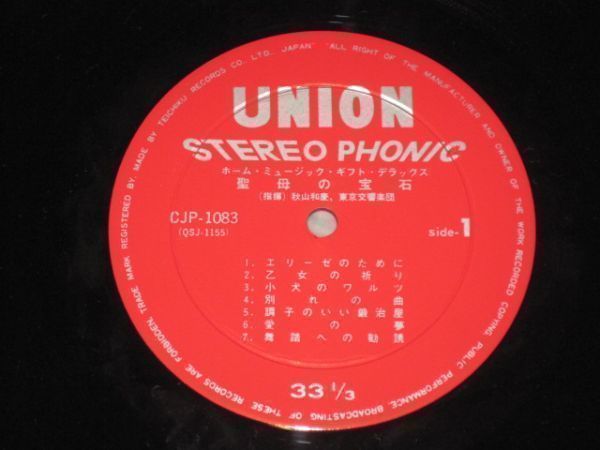 TRADE MARK REGISTERED BY. MADE BY TEICHIKU RECORDS CO. LTD., JAPAN "ALL RIGHT OF THE MANUFACTURER AND OWNER OF THE WORK RECORDED COPYING. PUBLIC PERFORMANCE. BROADCASTING OF THESE RECORDS ARE FORBIDDEN.
UNION
STEREO PHONIC
ホーム・ミュージック・ギフト・デラックス
聖母の宝石
(指揮) 秋山和慶、東京交響楽団
CJP-1083
(QSJ-1155)
side-1
1. エリーゼのために
2. 乙女の祈り
3. 小犬のワルツ
4. 別れの曲
5. 調子のいい鍛冶屋
6. 愛の夢
7. 舞踏への勧誘
33 1/3